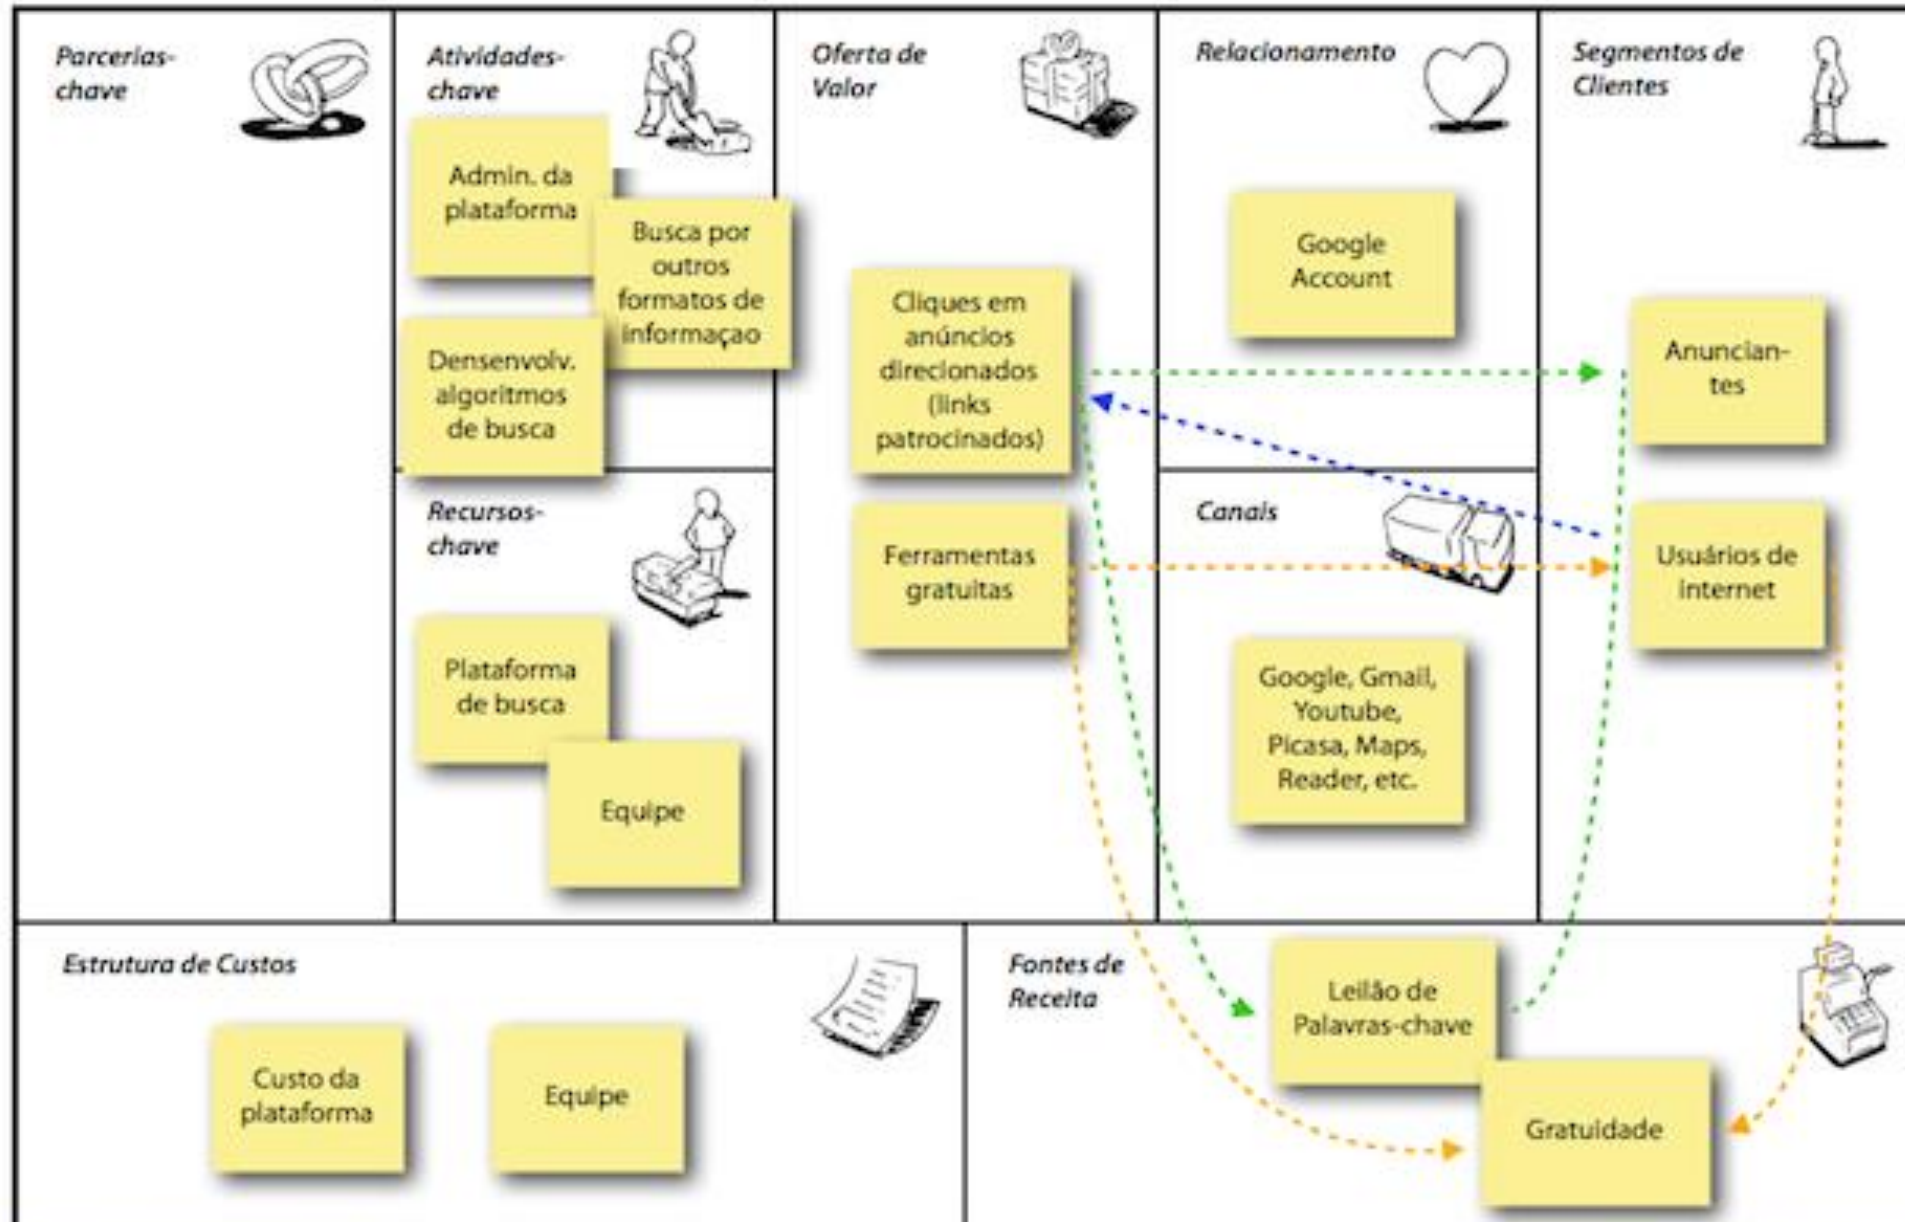 Parcerias-
chave
Atividades-
chave
Admin. da
plataforma
Busca por
outros
formatos de
informaçao
Densenvolv.
algoritmos
de busca
Recursos-
chave
Plataforma
de busca
Equipe
Oferta de
Valor
Cliques em
anúncios
direcionados
(links
patrocinados)
Ferramentas
gratuitas
Relacionamento
Google
Account
Canais
Google, Gmail,
Youtube,
Picasa, Maps,
Reader, etc.
Segmentos de
Clientes
Anuncian-
tes
Usuários de
internet
Estrutura de Custos
Custo da
plataforma
Equipe
Fontes de
Receita
Leilão de
Palavras-chave
Gratuidade